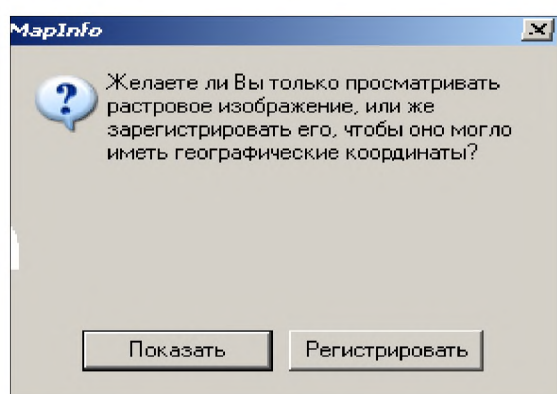 MapInfo
Желаете ли Вы только просматривать
растровое изображение, или же
зарегистрировать его, чтобы оно могло
иметь географические координаты?
Показать
Регистрировать